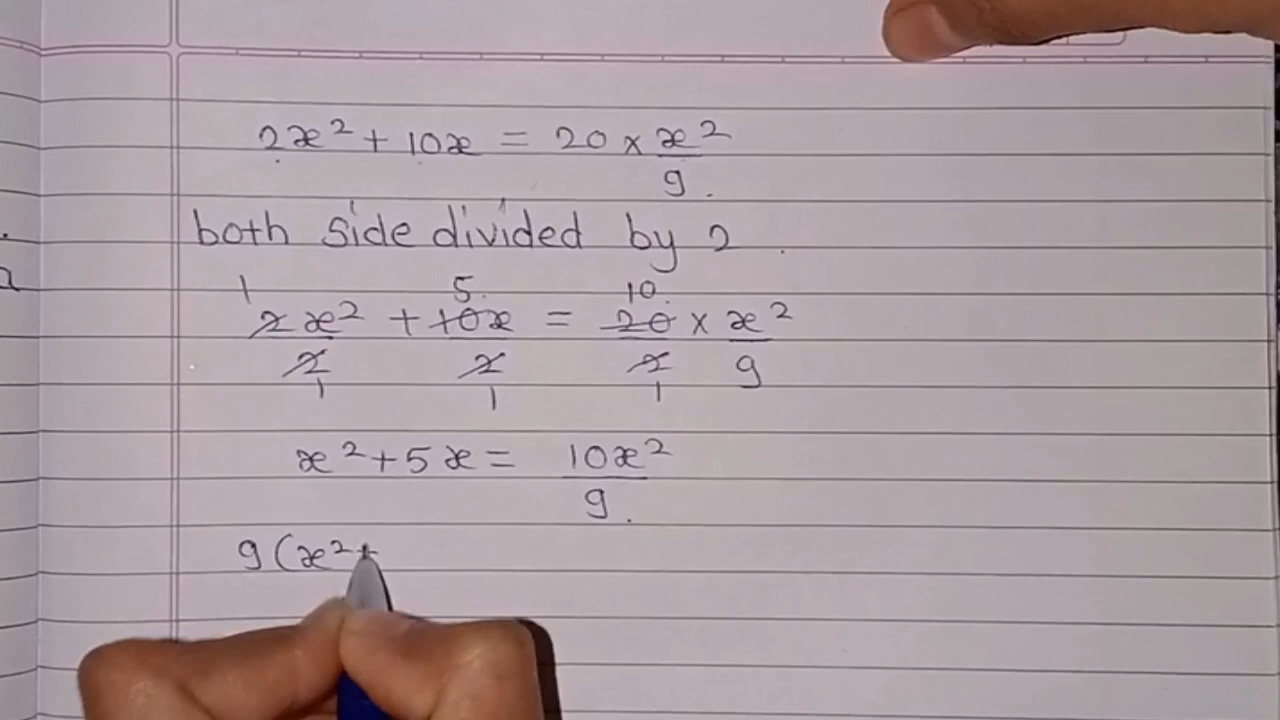 2x² + 10x = 20 × x²/9.
both side divided by 2.
1 5. 10.
2x²/2 + 10x/2 = 20/2 × x²/9
1 1 1
x² + 5x = 10x²/9.
9(x² +